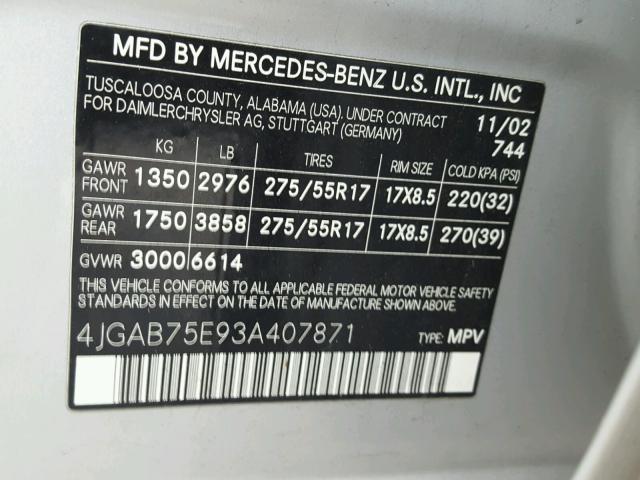 MFD BY MERCEDES-BENZ U.S. INTL., INC
TUSCALOOSA COUNTY, ALABAMA (USA). UNDER CONTRACT
FOR DAIMLERCHRYSLER AG, STUTTGART (GERMANY)
11/02
744
KG LB TIRES RIM SIZE COLD KPA (PSI)
GAWR FRONT 1350 2976 275/55R17 17X8.5 220(32)
GAWR REAR 1750 3858 275/55R17 17X8.5 270(39)
GVWR 3000 6614
THIS VEHICLE CONFORMS TO ALL APPLICABLE FEDERAL MOTOR VEHICLE SAFETY
STANDARDS IN EFFECT ON THE DATE OF MANUFACTURE SHOWN ABOVE.
4JGAB75E93A407871 TYPE: MPV